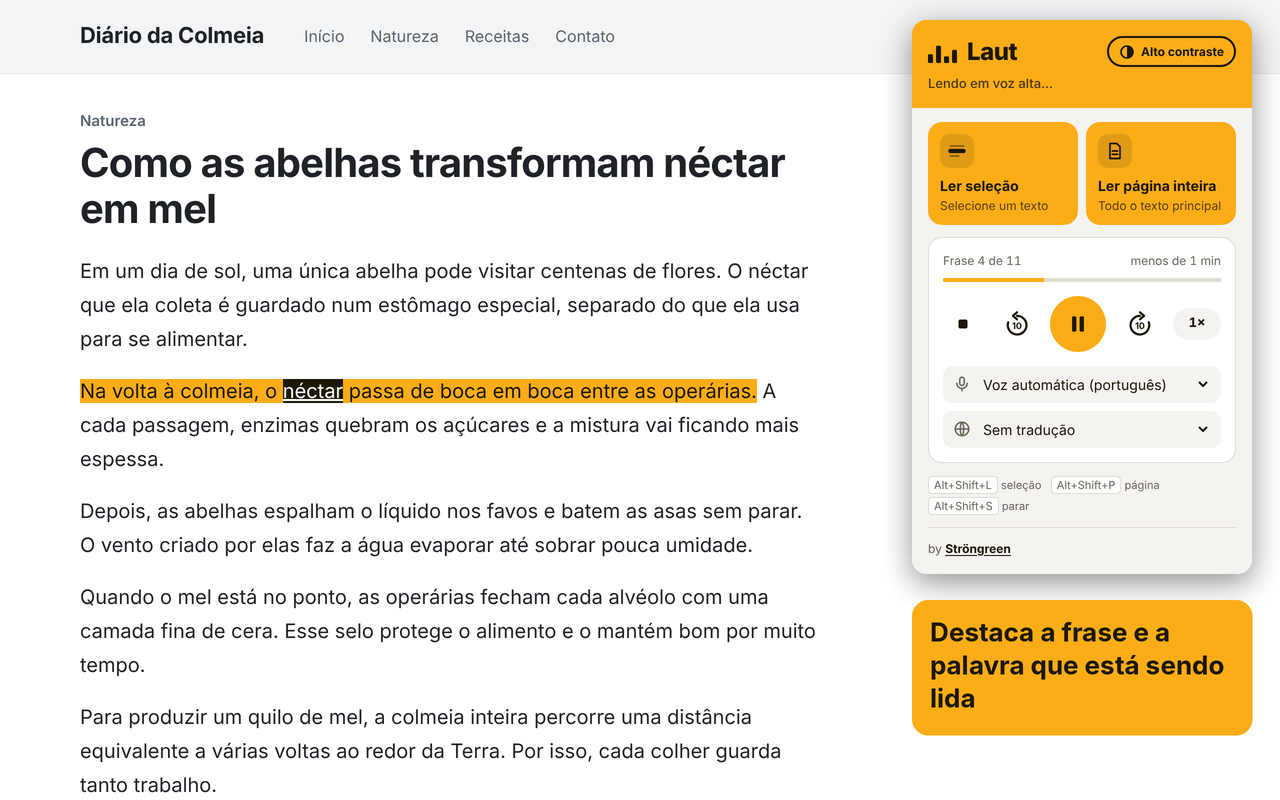 Diário da Colmeia
Início
Natureza
Receitas
Contato
Natureza
Como as abelhas transformam néctar
em mel
Em um dia de sol, uma única abelha pode visitar centenas de flores. O néctar
que ela coleta é guardado num estômago especial, separado do que ela usa
para se alimentar.
Na volta à colmeia, o néctar passa de boca em boca entre as operárias. A
cada passagem, enzimas quebram os açúcares e a mistura vai ficando mais
espessa.
Depois, as abelhas espalham o líquido nos favos e batem as asas sem parar.
O vento criado por elas faz a água evaporar até sobrar pouca umidade.
Quando o mel está no ponto, as operárias fecham cada alvéolo com uma
camada fina de cera. Esse selo protege o alimento e o mantém bom por muito
tempo.
Para produzir um quilo de mel, a colmeia inteira percorre uma distância
equivalente a várias voltas ao redor da Terra. Por isso, cada colher guarda
tanto trabalho.
Laut
Alto contraste
Lendo em voz alta...
Ler seleção
Selecione um texto
Ler página inteira
Todo o texto principal
Frase 4 de 11
menos de 1 min
10
10
1×
Voz automática (português)
Sem tradução
Alt+Shift+L seleção Alt+Shift+P página
Alt+Shift+S parar
by Ströngreen
Destaca a frase e a
palavra que está sendo
lida